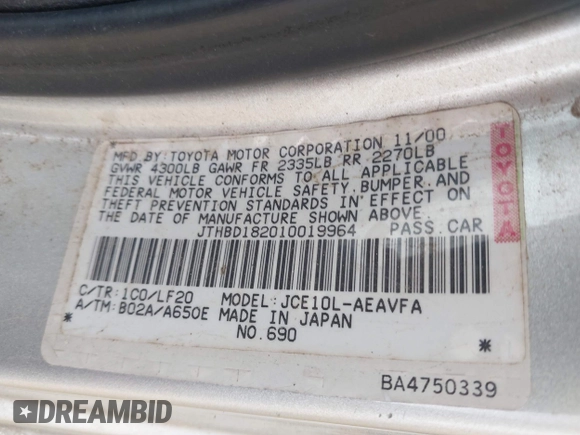 MFD BY:TOYOTA MOTOR CORPORATION 11/00
GVWR 4300LB GAWR FR 2335LB RR 2270LB
THIS VEHICLE CONFORMS TO ALL APPLICABLE
FEDERAL MOTOR VEHICLE SAFETY,BUMPER,AND
THEFT PREVENTION STANDARDS IN EFFECT ON
THE DATE OF MANUFACTURE SHOWN ABOVE.
JTHBD182010019964 PASS.CAR
C/TR:1C0/LF20 MODEL:JCE10L-AEAVFA
A/TM:B02A/A650E MADE IN JAPAN
* NO.690 *
BA4750339
TOYOTA
DREAMBID